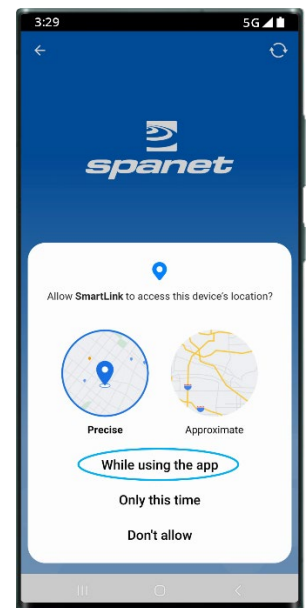 3:29 5G
spanet
Allow SmartLink to access this device's location?
Precise Approximate
While using the app
Only this time
Don't allow